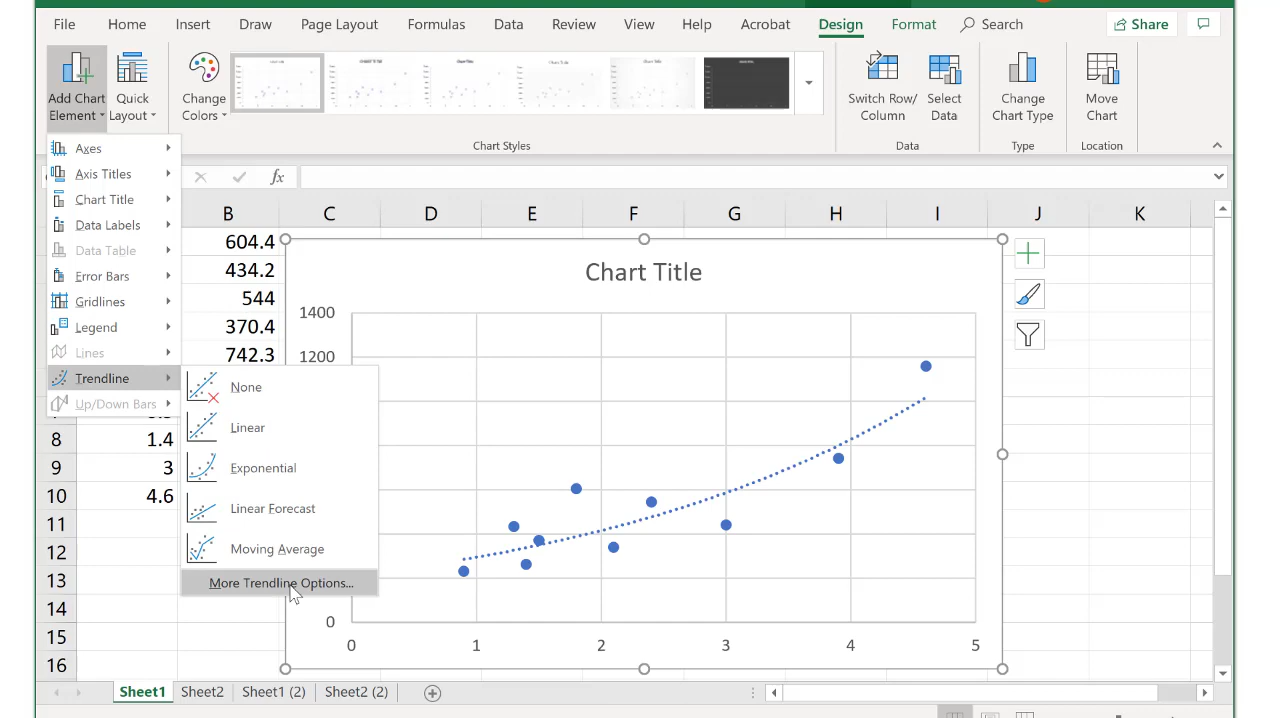 File Home Insert Draw Page Layout Formulas Data Review View Help Acrobat Design Format Search Share
Add Chart Element
Quick Layout
Change Colors
Switch Row/ Column
Select Data
Change Chart Type
Move Chart
Chart Styles
Data
Type
Location
Axes
Axis Titles
Chart Title
Data Labels
Data Table
Error Bars
Gridlines
Legend
Lines
Trendline
Up/Down Bars
None
Linear
Exponential
Linear Forecast
Moving Average
More Trendline Options...
fx
B C D E F G H I J K
604.4
434.2
544
370.4
742.3
8 1.4
9 3
10 4.6
11
12
13
14
15
16
Chart Title
1400
1200
0
0 1 2 3 4 5
Sheet1 Sheet2 Sheet1 (2) Sheet2 (2)